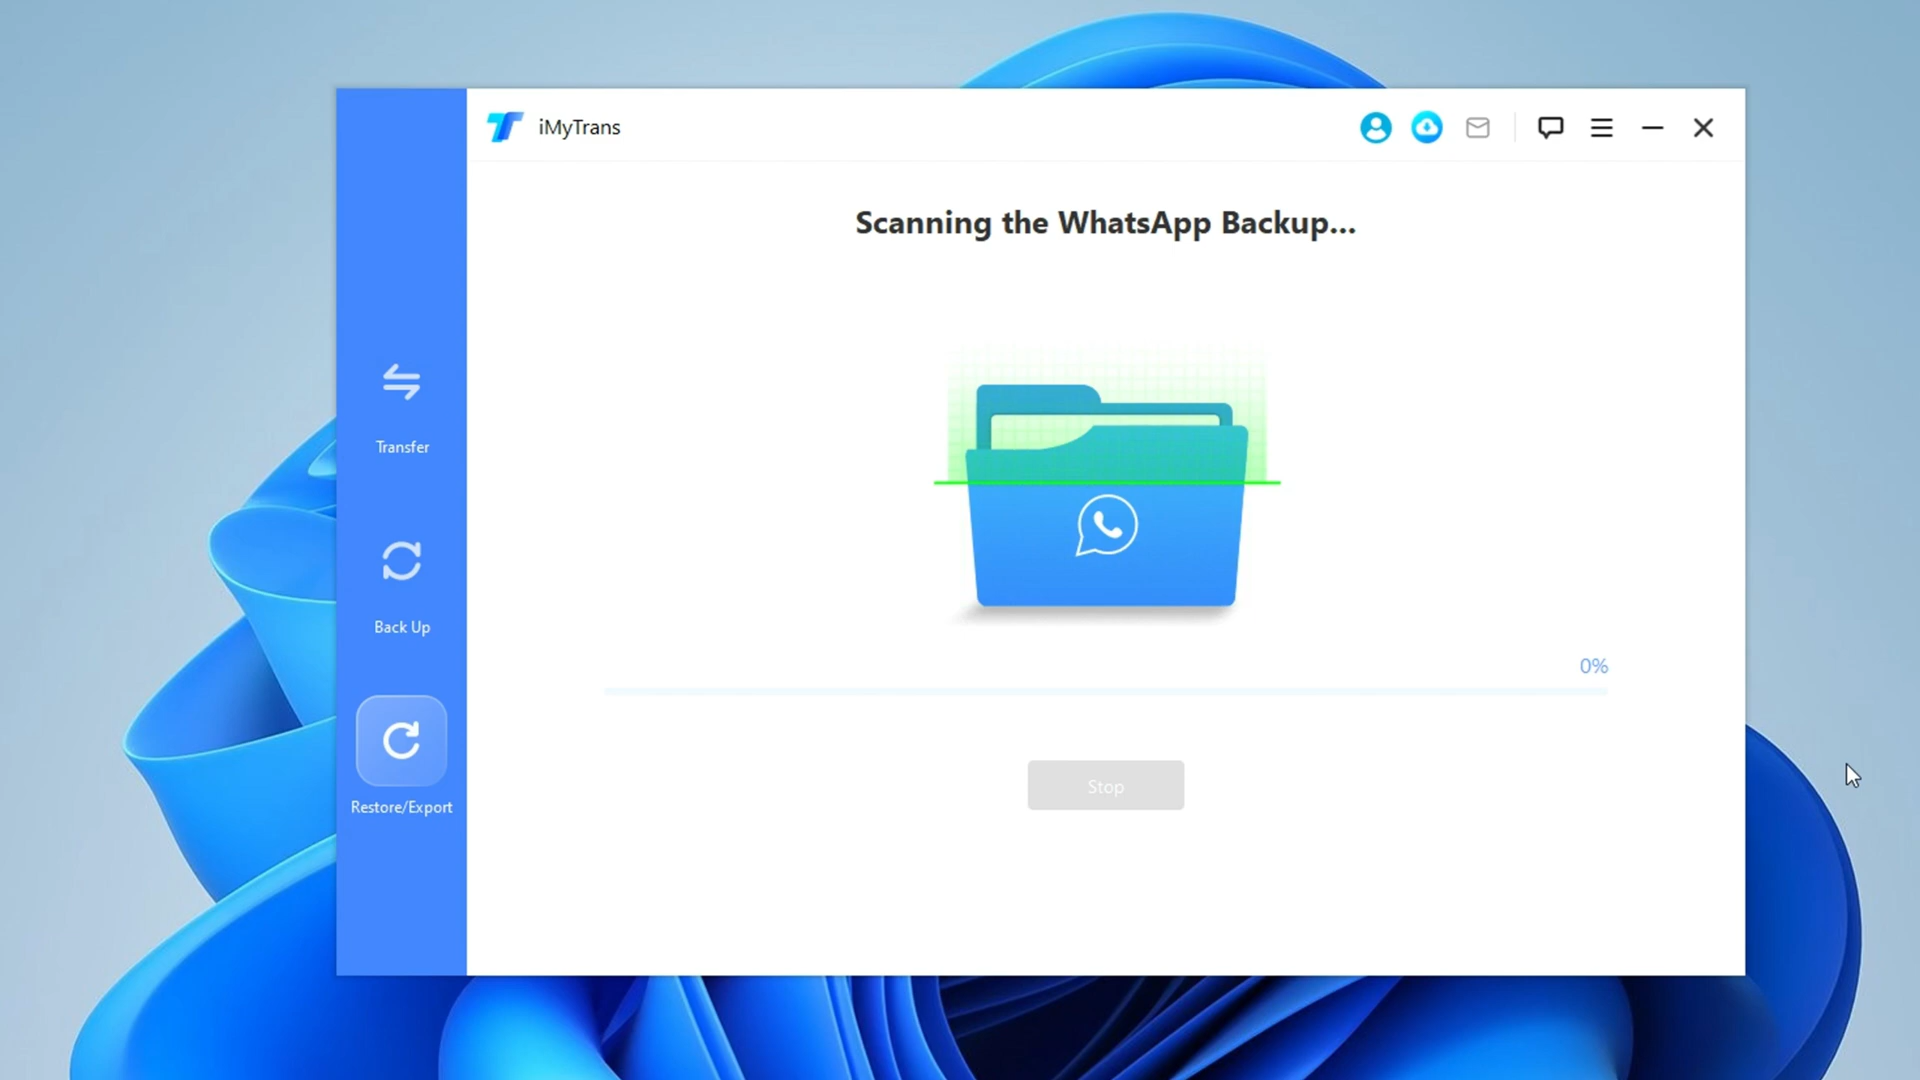 iMyTrans
Scanning the WhatsApp Backup...
Transfer
Back Up
Restore/Export
0%
Stop